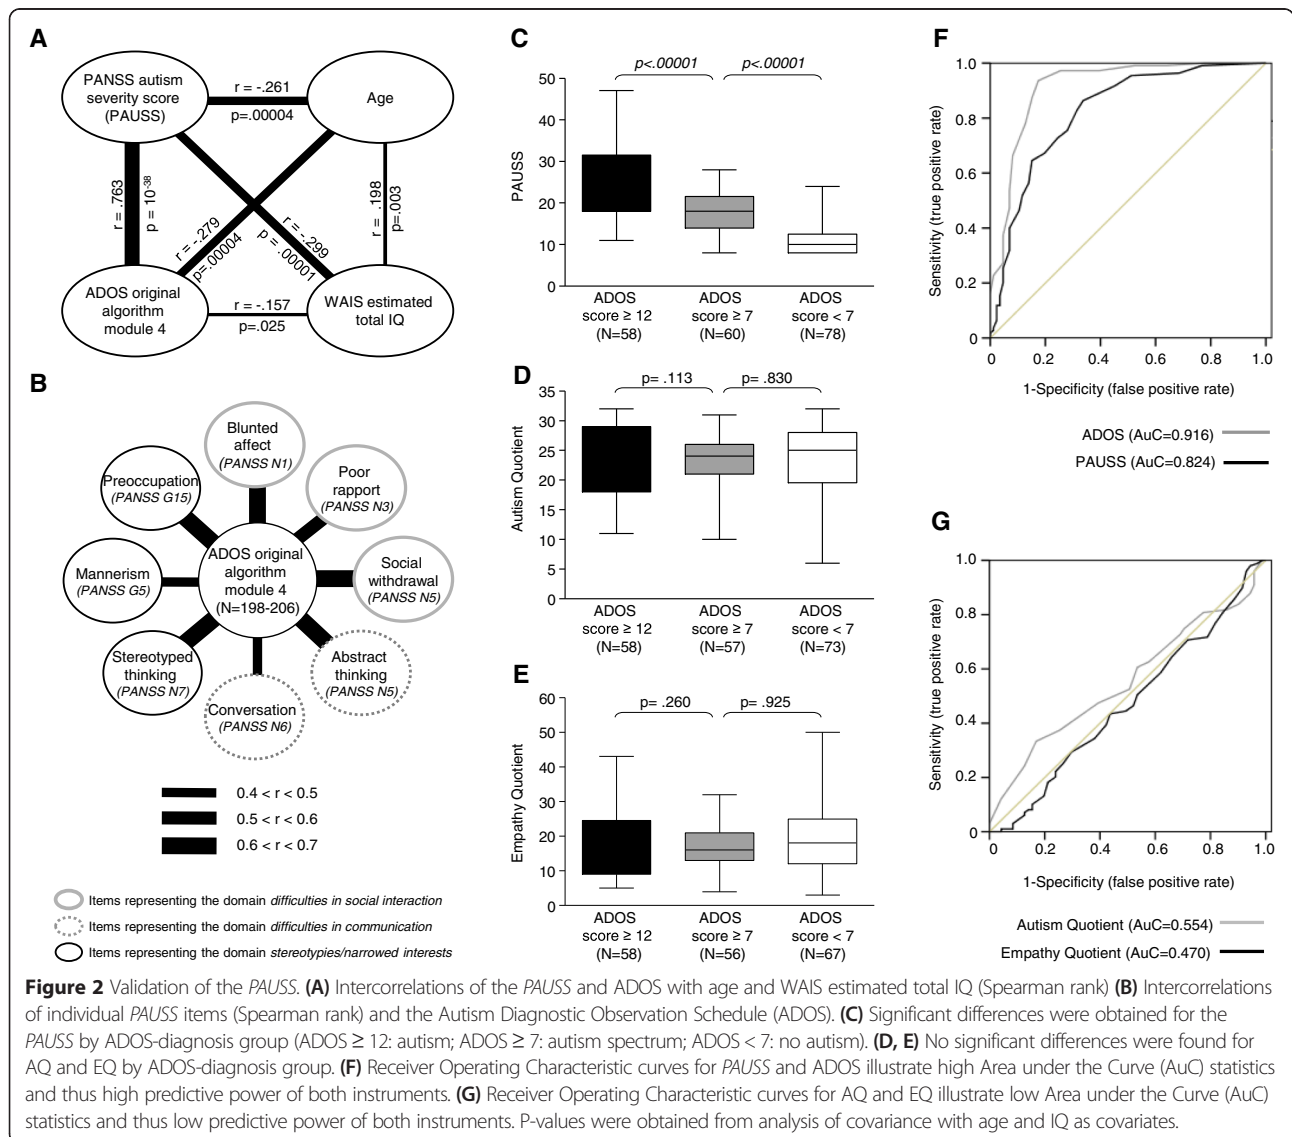 A
PANSS autism
severity score
(PAUSS)
r = -.261
p=.00004
Age
r = .763
p = 10-38
r = -.279
p=.00004
r = -.299
p = .00001
r = .198
p=.003
ADOS original
algorithm
module 4
r = -.157
p=.025
WAIS estimated
total IQ
B
Blunted
affect
(PANSS N1)
Poor
rapport
(PANSS N3)
Preoccupation
(PANSS G15)
ADOS original
algorithm
module 4
(N=198-206)
Social
withdrawal
(PANSS N5)
Mannerism
(PANSS G5)
Stereotyped
thinking
(PANSS N7)
Abstract
thinking
(PANSS N5)
Conversation
(PANSS N6)
0.4 < r < 0.5
0.5 < r < 0.6
0.6 < r < 0.7
Items representing the domain difficulties in social interaction
Items representing the domain difficulties in communication
Items representing the domain stereotypies/narrowed interests
C
p<.00001 p<.00001
PAUSS
50
40
30
20
10
0
ADOS score ≥ 12 (N=58)
ADOS score ≥ 7 (N=60)
ADOS score < 7 (N=78)
D
p= .113 p= .830
Autism Quotient
35
30
25
20
15
10
5
0
ADOS score ≥ 12 (N=58)
ADOS score ≥ 7 (N=57)
ADOS score < 7 (N=73)
E
p= .260 p= .925
Empathy Quotient
60
50
40
30
20
10
0
ADOS score ≥ 12 (N=58)
ADOS score ≥ 7 (N=56)
ADOS score < 7 (N=67)
F
Sensitivity (true positive rate)
1.0
0.8
0.6
0.4
0.2
0
0 0.2 0.4 0.6 0.8 1.0
1-Specificity (false positive rate)
ADOS (AuC=0.916)
PAUSS (AuC=0.824)
G
Sensitivity (true positive rate)
1.0
0.8
0.6
0.4
0.2
0
0 0.2 0.4 0.6 0.8 1.0
1-Specificity (false positive rate)
Autism Quotient (AuC=0.554)
Empathy Quotient (AuC=0.470)
Figure 2 Validation of the PAUSS. (A) Intercorrelations of the PAUSS and ADOS with age and WAIS estimated total IQ (Spearman rank) (B) Intercorrelations
of individual PAUSS items (Spearman rank) and the Autism Diagnostic Observation Schedule (ADOS). (C) Significant differences were obtained for the
PAUSS by ADOS-diagnosis group (ADOS ≥ 12: autism; ADOS ≥ 7: autism spectrum; ADOS < 7: no autism). (D, E) No significant differences were found for
AQ and EQ by ADOS-diagnosis group. (F) Receiver Operating Characteristic curves for PAUSS and ADOS illustrate high Area under the Curve (AuC) statistics
and thus high predictive power of both instruments. (G) Receiver Operating Characteristic curves for AQ and EQ illustrate low Area under the Curve (AuC)
statistics and thus low predictive power of both instruments. P-values were obtained from analysis of covariance with age and IQ as covariates.